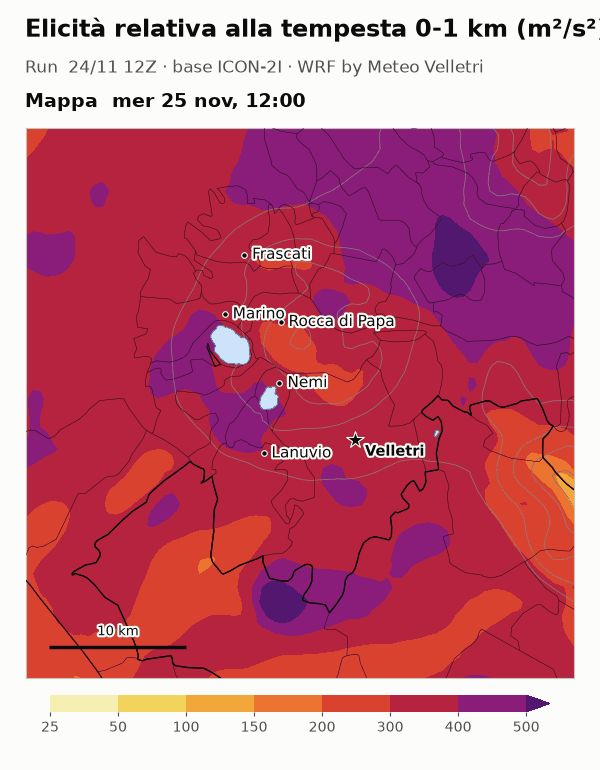 Elicità relativa alla tempesta 0-1 km (m²/s²)
Run 24/11 12Z · base ICON-2I · WRF by Meteo Velletri
Mappa mer 25 nov, 12:00
Frascati
Marino
Rocca di Papa
Nemi
Lanuvio
Velletri
10 km
25 50 100 150 200 300 400 500